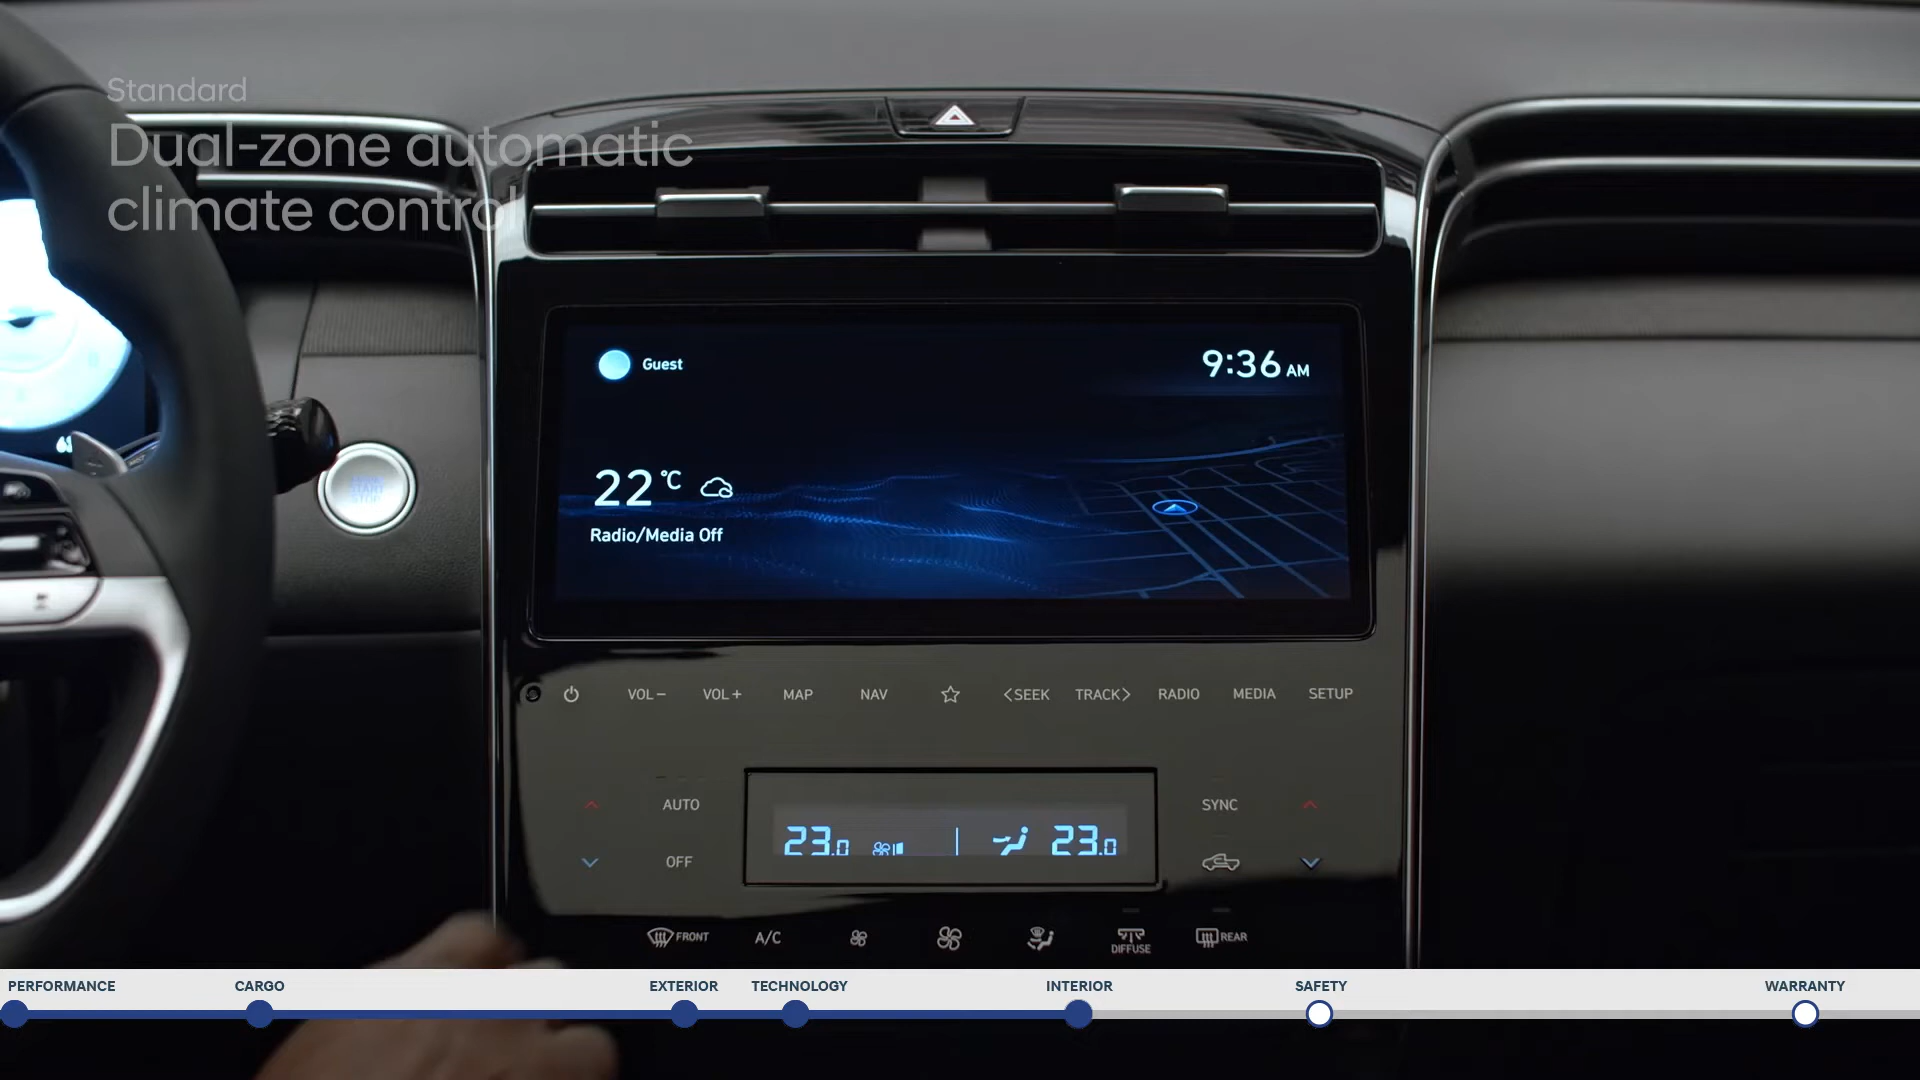 Standard
Dual-zone automatic
climate control
Guest
9:36 AM
22 °C
Radio/Media Off
VOL−
VOL+
MAP
NAV
<SEEK
TRACK>
RADIO
MEDIA
SETUP
AUTO
SYNC
23.0
23.0
OFF
FRONT
A/C
DIFFUSE
REAR
PERFORMANCE
CARGO
EXTERIOR
TECHNOLOGY
INTERIOR
SAFETY
WARRANTY